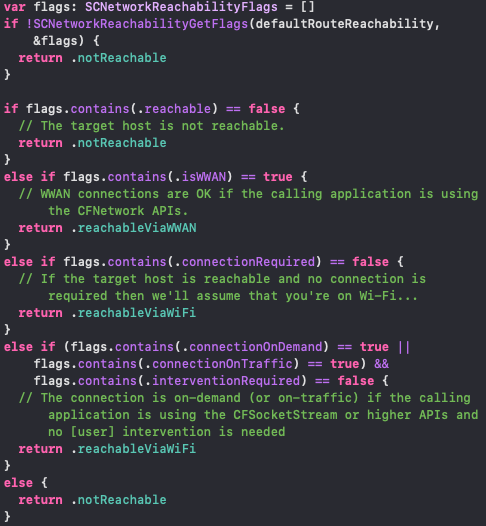 var flags: SCNetworkReachabilityFlags = []
if !SCNetworkReachabilityGetFlags(defaultRouteReachability,
    &flags) {
  return .notReachable
}

if flags.contains(.reachable) == false {
  // The target host is not reachable.
  return .notReachable
}
else if flags.contains(.isWWAN) == true {
  // WWAN connections are OK if the calling application is using
      the CFNetwork APIs.
  return .reachableViaWWAN
}
else if flags.contains(.connectionRequired) == false {
  // If the target host is reachable and no connection is
      required then we'll assume that you're on Wi-Fi...
  return .reachableViaWiFi
}
else if (flags.contains(.connectionOnDemand) == true ||
    flags.contains(.connectionOnTraffic) == true) &&
    flags.contains(.interventionRequired) == false {
  // The connection is on-demand (or on-traffic) if the calling
      application is using the CFSocketStream or higher APIs and
      no [user] intervention is needed
  return .reachableViaWiFi
}
else {
  return .notReachable
}